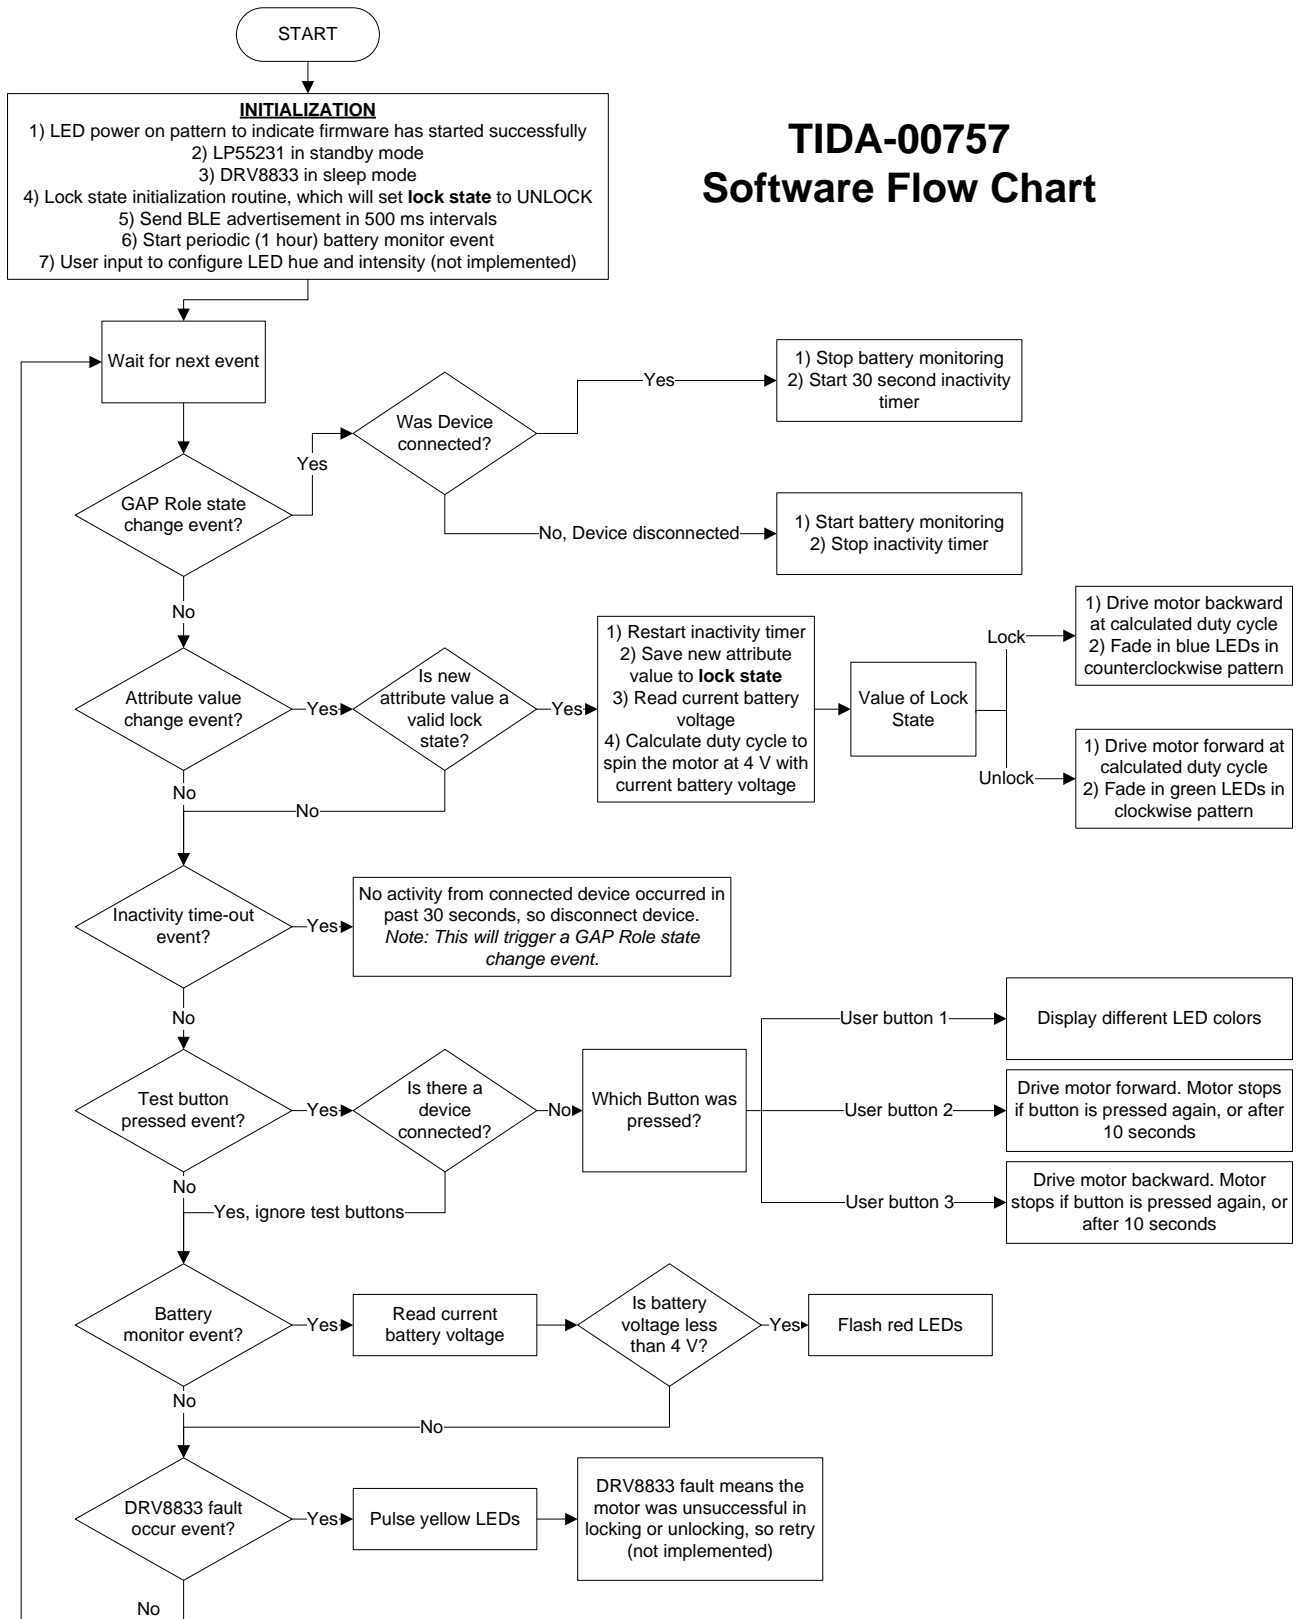 START
TIDA-00757
Software Flow Chart
INITIALIZATION
1) LED power on pattern to indicate firmware has started successfully
2) LP55231 in standby mode
3) DRV8833 in sleep mode
4) Lock state initialization routine, which will set lock state to UNLOCK
5) Send BLE advertisement in 500 ms intervals
6) Start periodic (1 hour) battery monitor event
7) User input to configure LED hue and intensity (not implemented)
Wait for next event
GAP Role state
change event?
Yes
Was Device
connected?
Yes
1) Stop battery monitoring
2) Start 30 second inactivity
timer
No, Device disconnected
1) Start battery monitoring
2) Stop inactivity timer
No
Attribute value
change event?
Yes
Is new
attribute value a
valid lock
state?
Yes
1) Restart inactivity timer
2) Save new attribute
value to lock state
3) Read current battery
voltage
4) Calculate duty cycle to
spin the motor at 4 V with
current battery voltage
Value of Lock
State
Lock
1) Drive motor backward
at calculated duty cycle
2) Fade in blue LEDs in
counterclockwise pattern
Unlock
1) Drive motor forward at
calculated duty cycle
2) Fade in green LEDs in
clockwise pattern
No
No
Inactivity time-out
event?
Yes
No activity from connected device occurred in
past 30 seconds, so disconnect device.
Note: This will trigger a GAP Role state
change event.
No
Test button
pressed event?
Yes
Is there a
device
connected?
No
Which Button was
pressed?
User button 1
Display different LED colors
User button 2
Drive motor forward. Motor stops
if button is pressed again, or after
10 seconds
User button 3
Drive motor backward. Motor
stops if button is pressed again, or
after 10 seconds
No
Yes, ignore test buttons
Battery
monitor event?
Yes
Read current
battery voltage
Is battery
voltage less
than 4 V?
Yes
Flash red LEDs
No
No
DRV8833 fault
occur event?
Yes
Pulse yellow LEDs
DRV8833 fault means the
motor was unsuccessful in
locking or unlocking, so retry
(not implemented)
No